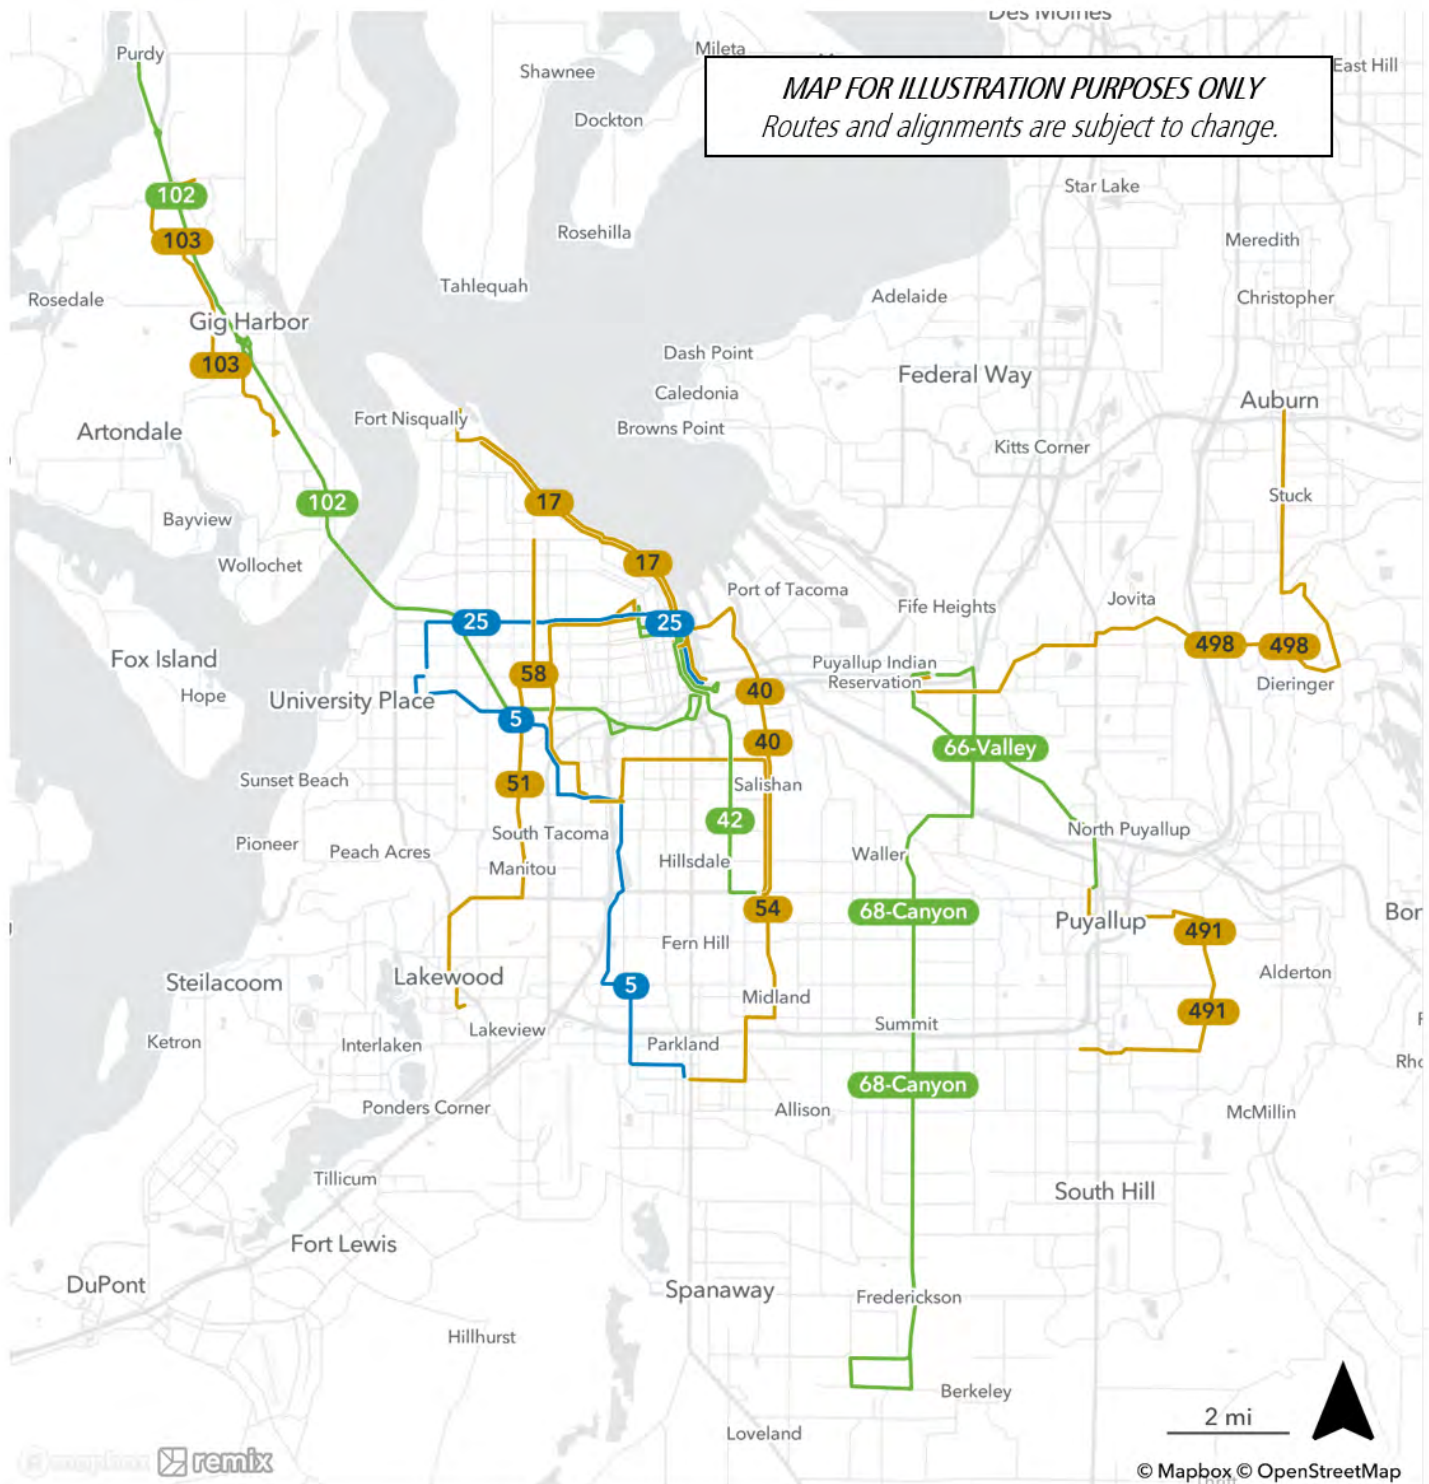 Des Moines
Purdy
Mileta
Shawnee
East Hill
MAP FOR ILLUSTRATION PURPOSES ONLY
Routes and alignments are subject to change.
Dockton
Star Lake
102
Rosehilla
103
Meredith
Tahlequah
Adelaide
Christopher
Rosedale
Gig Harbor
Dash Point
103
Federal Way
Caledonia
Auburn
Fort Nisqually
Browns Point
Artondale
Kitts Corner
Stuck
102
17
Bayview
17
Wollochet
Port of Tacoma
Jovita
Fife Heights
25
25
498
498
Fox Island
Puyallup Indian
Reservation
58
Dieringer
Hope
40
University Place
5
40
66-Valley
Sunset Beach
51
Salishan
42
South Tacoma
North Puyallup
Pioneer
Peach Acres
Hillsdale
Waller
Manitou
54
68-Canyon
Bor
Puyallup
491
Fern Hill
Alderton
Lakewood
Steilacoom
5
Midland
491
Lakeview
Summit
Ketron
Interlaken
Parkland
Rho
68-Canyon
Ponders Corner
Allison
McMillin
Tillicum
South Hill
Fort Lewis
DuPont
Spanaway
Frederickson
Hillhurst
Berkeley
2 mi
Loveland
mapbox remix
© Mapbox © OpenStreetMap